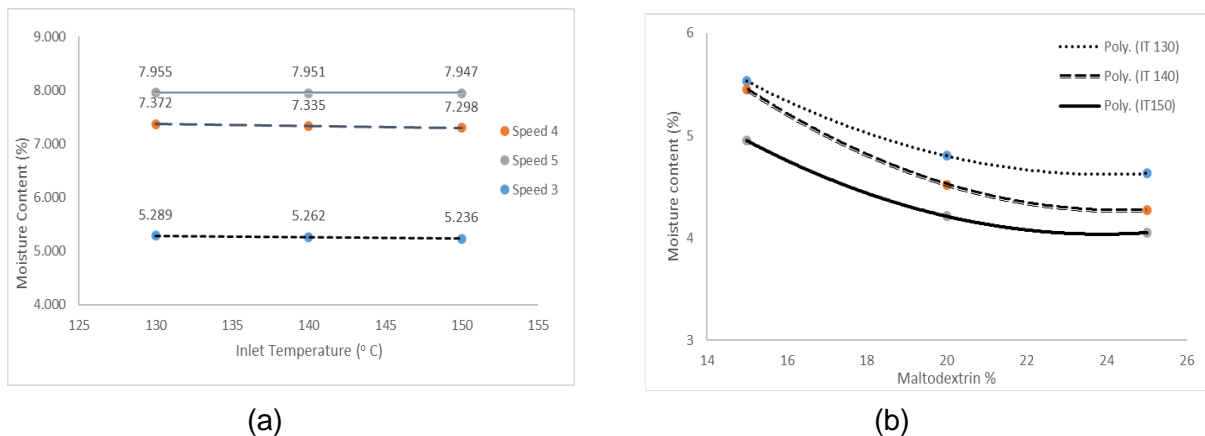 9.000
8.000
7.000
6.000
5.000
4.000
7.955
7.951
7.947
7.372
7.335
7.298
5.289
5.262
5.236
Speed 4
Speed 5
Speed 3
125
130
135
140
145
150
155
Moisture Content (%)
Inlet Temperature (° C)
(a)
6
5
4
3
Poly. (IT 130)
Poly. (IT 140)
Poly. (IT150)
14
16
18
20
22
24
26
Moisture content (%)
Maltodextrin %
(b)